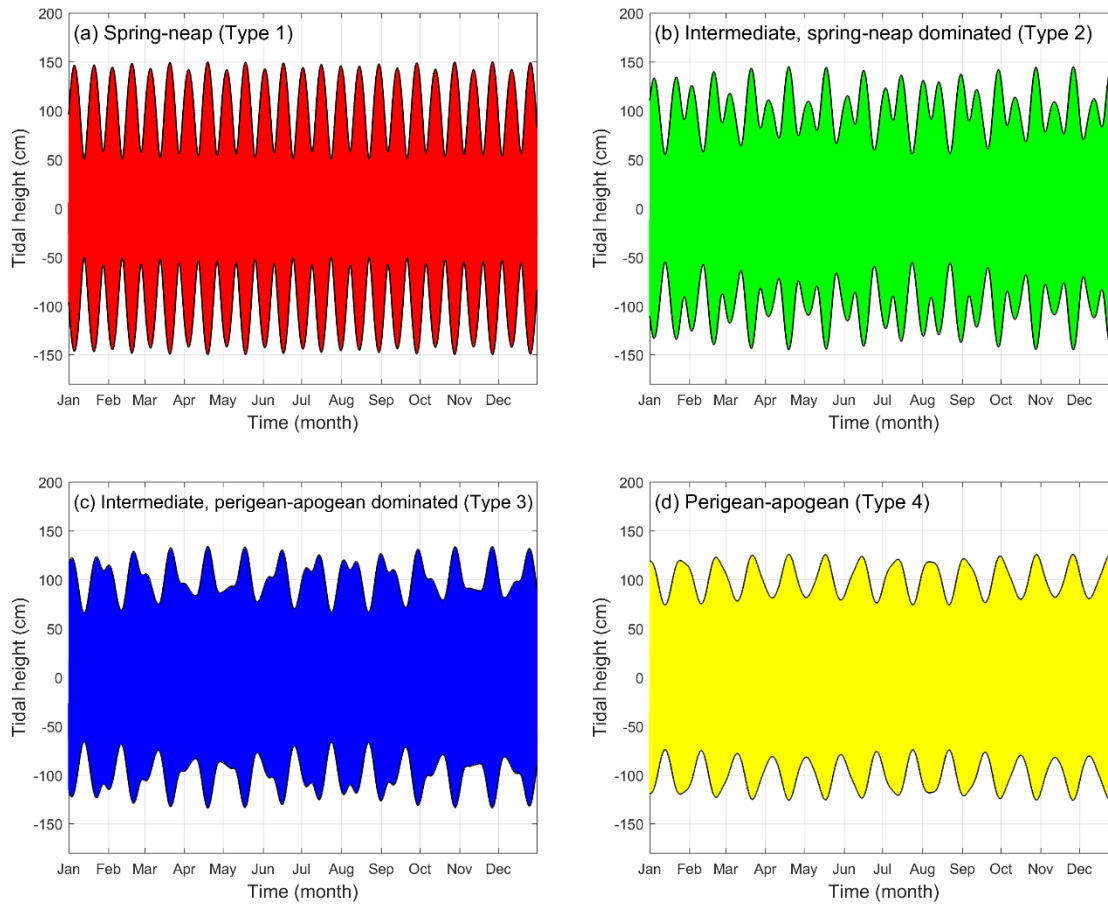 (a) Spring-neap (Type 1)
200
150
100
50
0
-50
-100
-150
Tidal height (cm)
Jan Feb Mar Apr May Jun Jul Aug Sep Oct Nov Dec
Time (month)
(b) Intermediate, spring-neap dominated (Type 2)
200
150
100
50
0
-50
-100
-150
Tidal height (cm)
Jan Feb Mar Apr May Jun Jul Aug Sep Oct Nov Dec
Time (month)
(c) Intermediate, perigean-apogean dominated (Type 3)
200
150
100
50
0
-50
-100
-150
Tidal height (cm)
Jan Feb Mar Apr May Jun Jul Aug Sep Oct Nov Dec
Time (month)
(d) Perigean-apogean (Type 4)
200
150
100
50
0
-50
-100
-150
Tidal height (cm)
Jan Feb Mar Apr May Jun Jul Aug Sep Oct Nov Dec
Time (month)